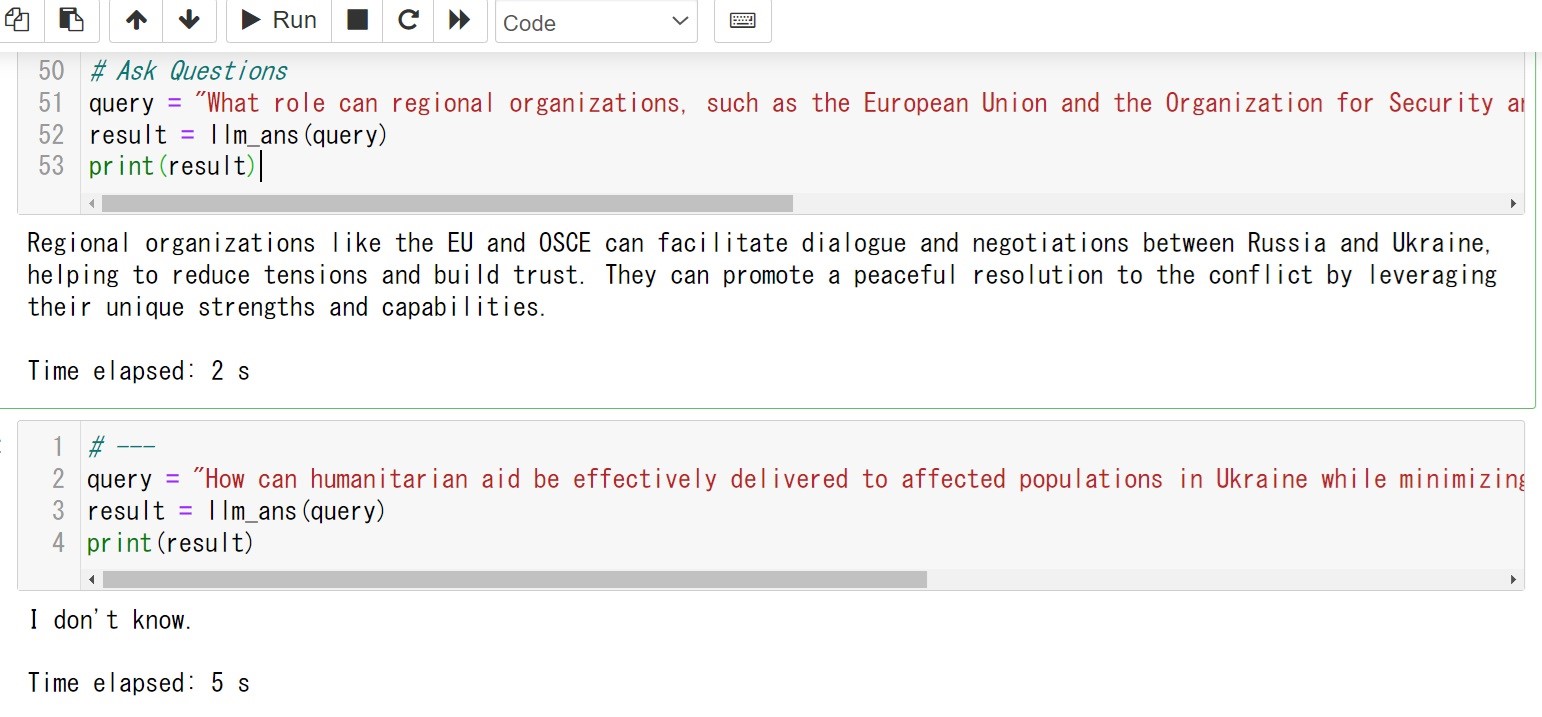 Run
Code
50 # Ask Questions
51 query = "What role can regional organizations, such as the European Union and the Organization for Security
52 result = llm_ans(query)
53 print(result)
Regional organizations like the EU and OSCE can facilitate dialogue and negotiations between Russia and Ukraine,
helping to reduce tensions and build trust. They can promote a peaceful resolution to the conflict by leveraging
their unique strengths and capabilities.
Time elapsed: 2 s
1 # ---
2 query = "How can humanitarian aid be effectively delivered to affected populations in Ukraine while minimizing
3 result = llm_ans(query)
4 print(result)
I don't know.
Time elapsed: 5 s